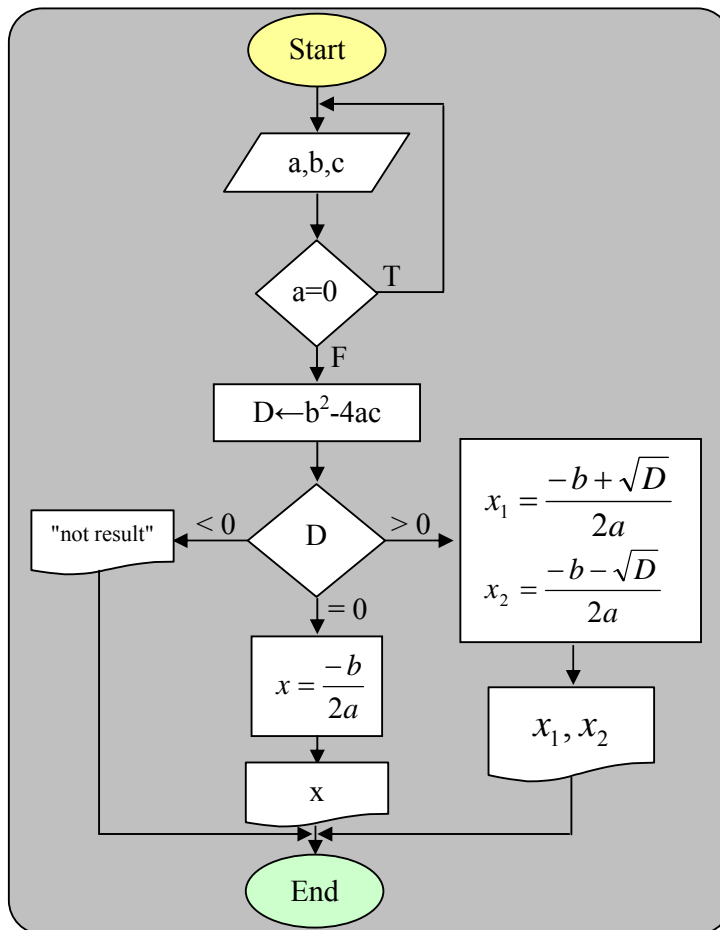 Start
a,b,c
a=0
T
F
D←b²-4ac
D
< 0
> 0
= 0
"not result"
x₁ = (-b + √D)/2a
x₂ = (-b - √D)/2a
x = -b/2a
x₁, x₂
x
End